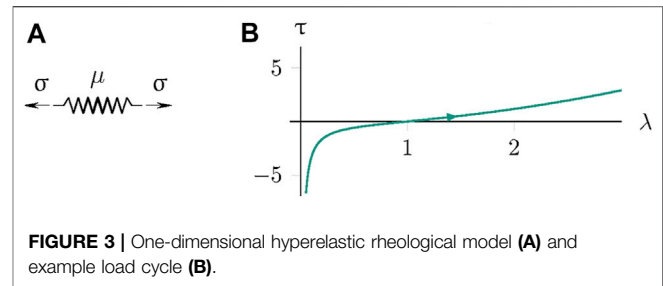 A
σ
μ
σ
B
τ
5
−5
1
2
λ
FIGURE 3 | One-dimensional hyperelastic rheological model (A) and
example load cycle (B).